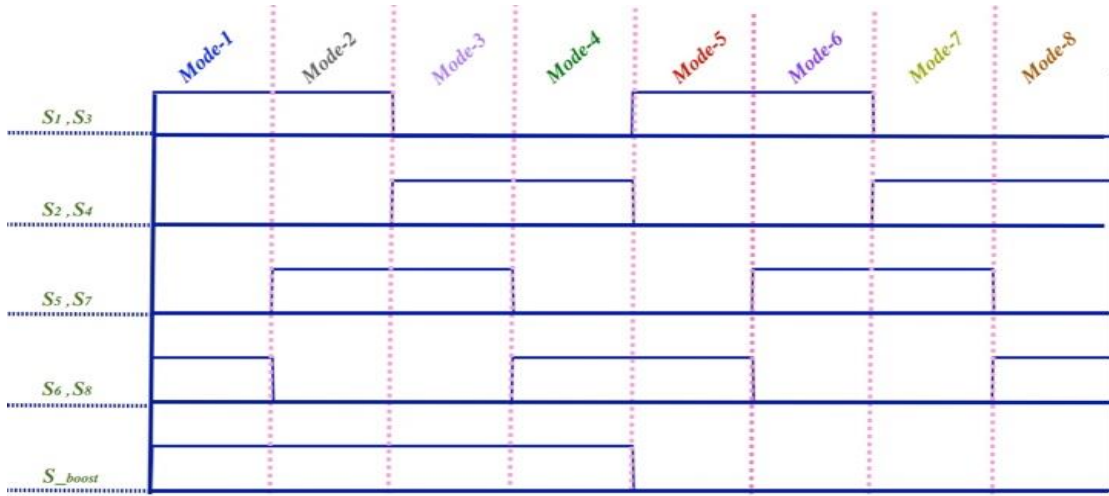 Mode-1 Mode-2 Mode-3 Mode-4 Mode-5 Mode-6 Mode-7 Mode-8
S1 ,S3
S2 ,S4
S5 ,S7
S6 ,S8
S_boost